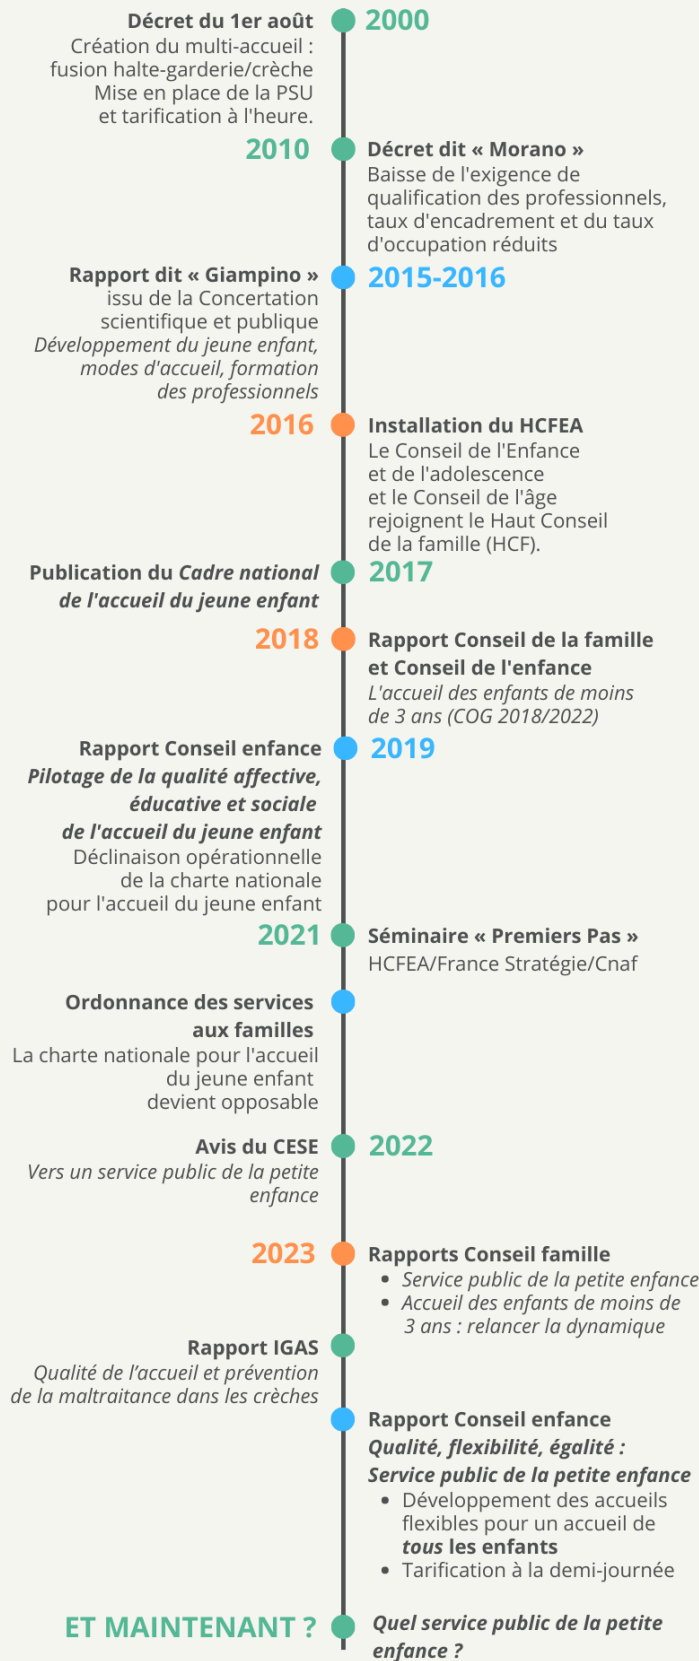 2000
Décret du 1er août
Création du multi-accueil :
fusion halte-garderie/crèche
Mise en place de la PSU
et tarification à l'heure.
2010
Décret dit « Morano »
Baisse de l'exigence de
qualification des professionnels,
taux d'encadrement et du taux
d'occupation réduits
2015-2016
Rapport dit « Giampino »
issu de la Concertation
scientifique et publique
Développement du jeune enfant,
modes d'accueil, formation
des professionnels
2016
Installation du HCFEA
Le Conseil de l'Enfance
et de l'adolescence
et le Conseil de l'âge
rejoignent le Haut Conseil
de la famille (HCF).
2017
Publication du Cadre national
de l'accueil du jeune enfant
2018
Rapport Conseil de la famille
et Conseil de l'enfance
L'accueil des enfants de moins
de 3 ans (COG 2018/2022)
2019
Rapport Conseil enfance
Pilotage de la qualité affective,
éducative et sociale
de l'accueil du jeune enfant
Déclinaison opérationnelle
de la charte nationale
pour l'accueil du jeune enfant
2021
Séminaire « Premiers Pas »
HCFEA/France Stratégie/Cnaf
Ordonnance des services
aux familles
La charte nationale pour l'accueil
du jeune enfant
devient opposable
2022
Avis du CESE
Vers un service public de la petite
enfance
2023
Rapports Conseil famille
• Service public de la petite enfance
• Accueil des enfants de moins de
3 ans : relancer la dynamique
Rapport IGAS
Qualité de l’accueil et prévention
de la maltraitance dans les crèches
Rapport Conseil enfance
Qualité, flexibilité, égalité :
Service public de la petite enfance
• Développement des accueils
flexibles pour un accueil de
tous les enfants
• Tarification à la demi-journée
ET MAINTENANT ?
Quel service public de la petite
enfance ?